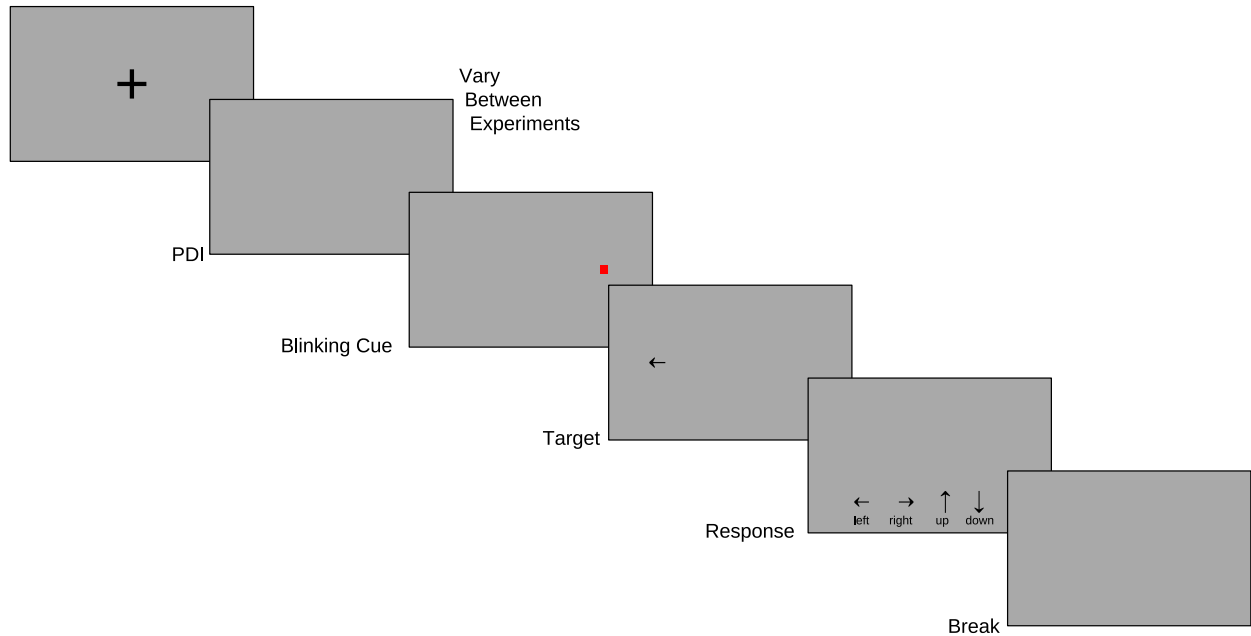 Vary
Between
Experiments
PDI
Blinking Cue
Target
left right up down
Response
Break